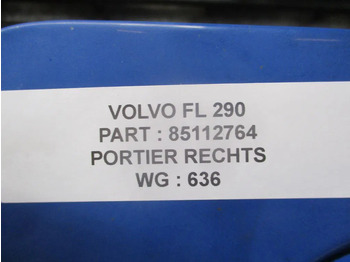 VOLVO FL 290
PART : 85112764
PORTIER RECHTS
WG : 636